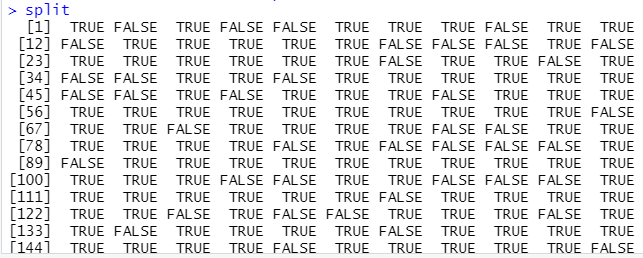 > split
[1] TRUE FALSE TRUE FALSE FALSE TRUE TRUE TRUE FALSE TRUE TRUE
[12] FALSE TRUE TRUE TRUE TRUE TRUE FALSE FALSE FALSE TRUE FALSE
[23] TRUE TRUE TRUE TRUE TRUE TRUE FALSE TRUE TRUE FALSE TRUE
[34] FALSE FALSE TRUE TRUE FALSE TRUE TRUE TRUE TRUE TRUE TRUE
[45] FALSE FALSE TRUE FALSE TRUE TRUE TRUE FALSE TRUE TRUE TRUE
[56] TRUE TRUE TRUE TRUE TRUE TRUE TRUE TRUE TRUE TRUE FALSE
[67] TRUE TRUE FALSE TRUE TRUE TRUE TRUE FALSE FALSE TRUE TRUE
[78] TRUE TRUE TRUE TRUE FALSE TRUE FALSE FALSE FALSE FALSE TRUE
[89] FALSE TRUE TRUE TRUE TRUE TRUE TRUE TRUE TRUE TRUE TRUE
[100] TRUE TRUE TRUE FALSE FALSE TRUE TRUE FALSE FALSE FALSE TRUE
[111] TRUE TRUE TRUE TRUE TRUE TRUE FALSE TRUE TRUE TRUE TRUE
[122] TRUE TRUE FALSE TRUE FALSE FALSE TRUE TRUE TRUE FALSE TRUE
[133] TRUE FALSE TRUE TRUE TRUE TRUE FALSE TRUE TRUE TRUE TRUE
[144] TRUE TRUE TRUE TRUE FALSE TRUE TRUE TRUE TRUE TRUE FALSE